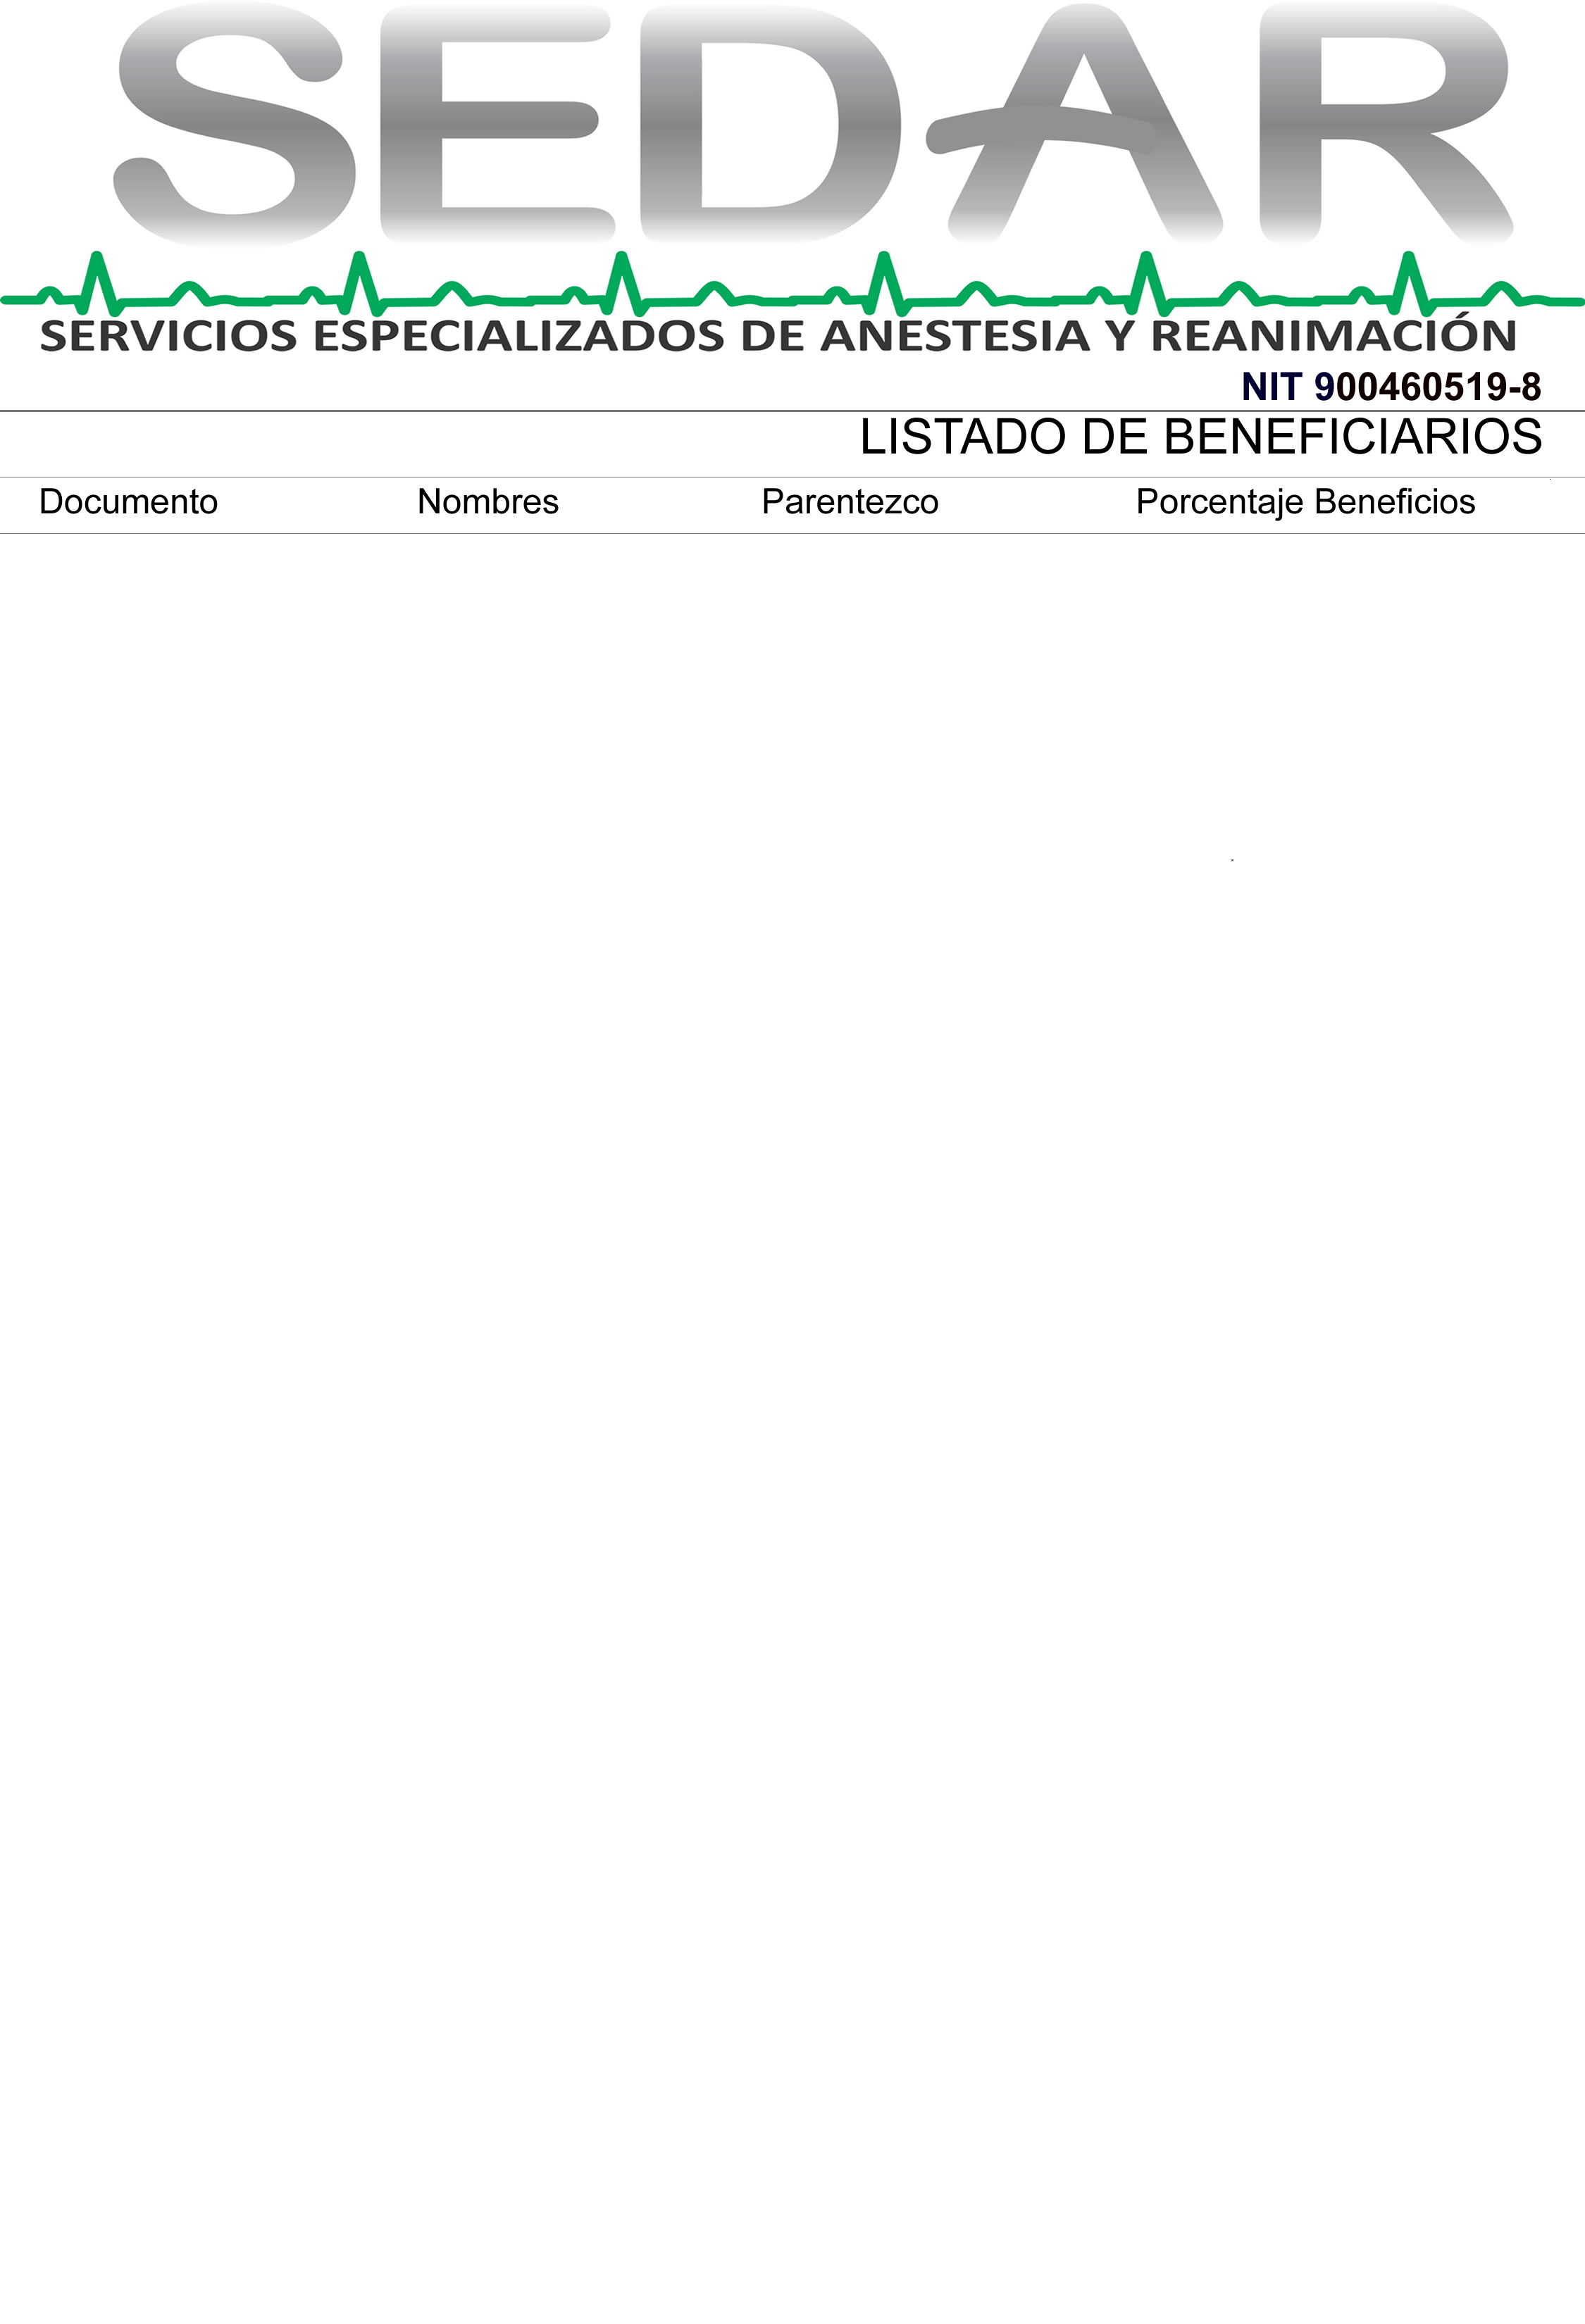 SEDAR
SERVICIOS ESPECIALIZADOS DE ANESTESIA Y REANIMACIÓN
NIT 900460519-8
LISTADO DE BENEFICIARIOS
Documento Nombres Parentezco Porcentaje Beneficios